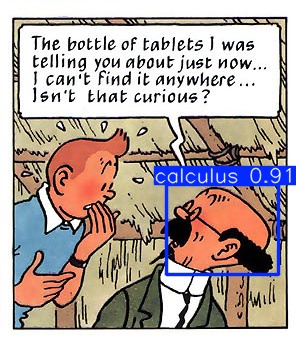 The bottle of tablets I was
telling you about just now...
I can't find it anywhere...
Isn't that curious?
calculus 0.91